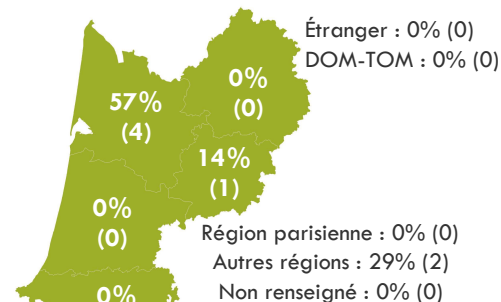 Étranger : 0% (0)
DOM-TOM : 0% (0)
0%
(0)
57%
(4)
14%
(1)
0%
(0)
Région parisienne : 0% (0)
Autres régions : 29% (2)
Non renseigné : 0% (0)
0%